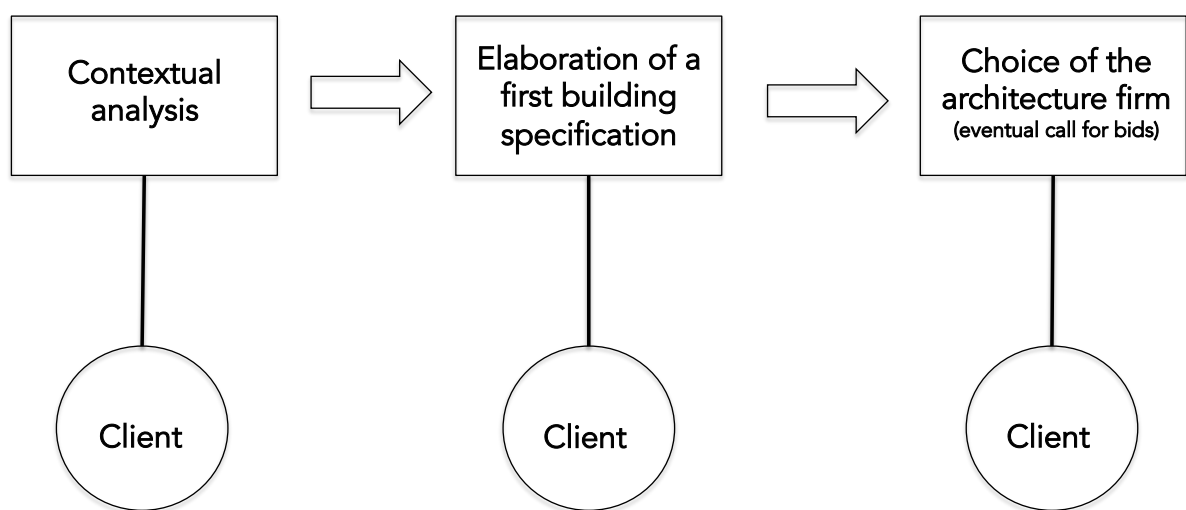 Contextual
analysis
Elaboration of a
first building
specification
Choice of the
architecture firm
(eventual call for bids)
Client
Client
Client